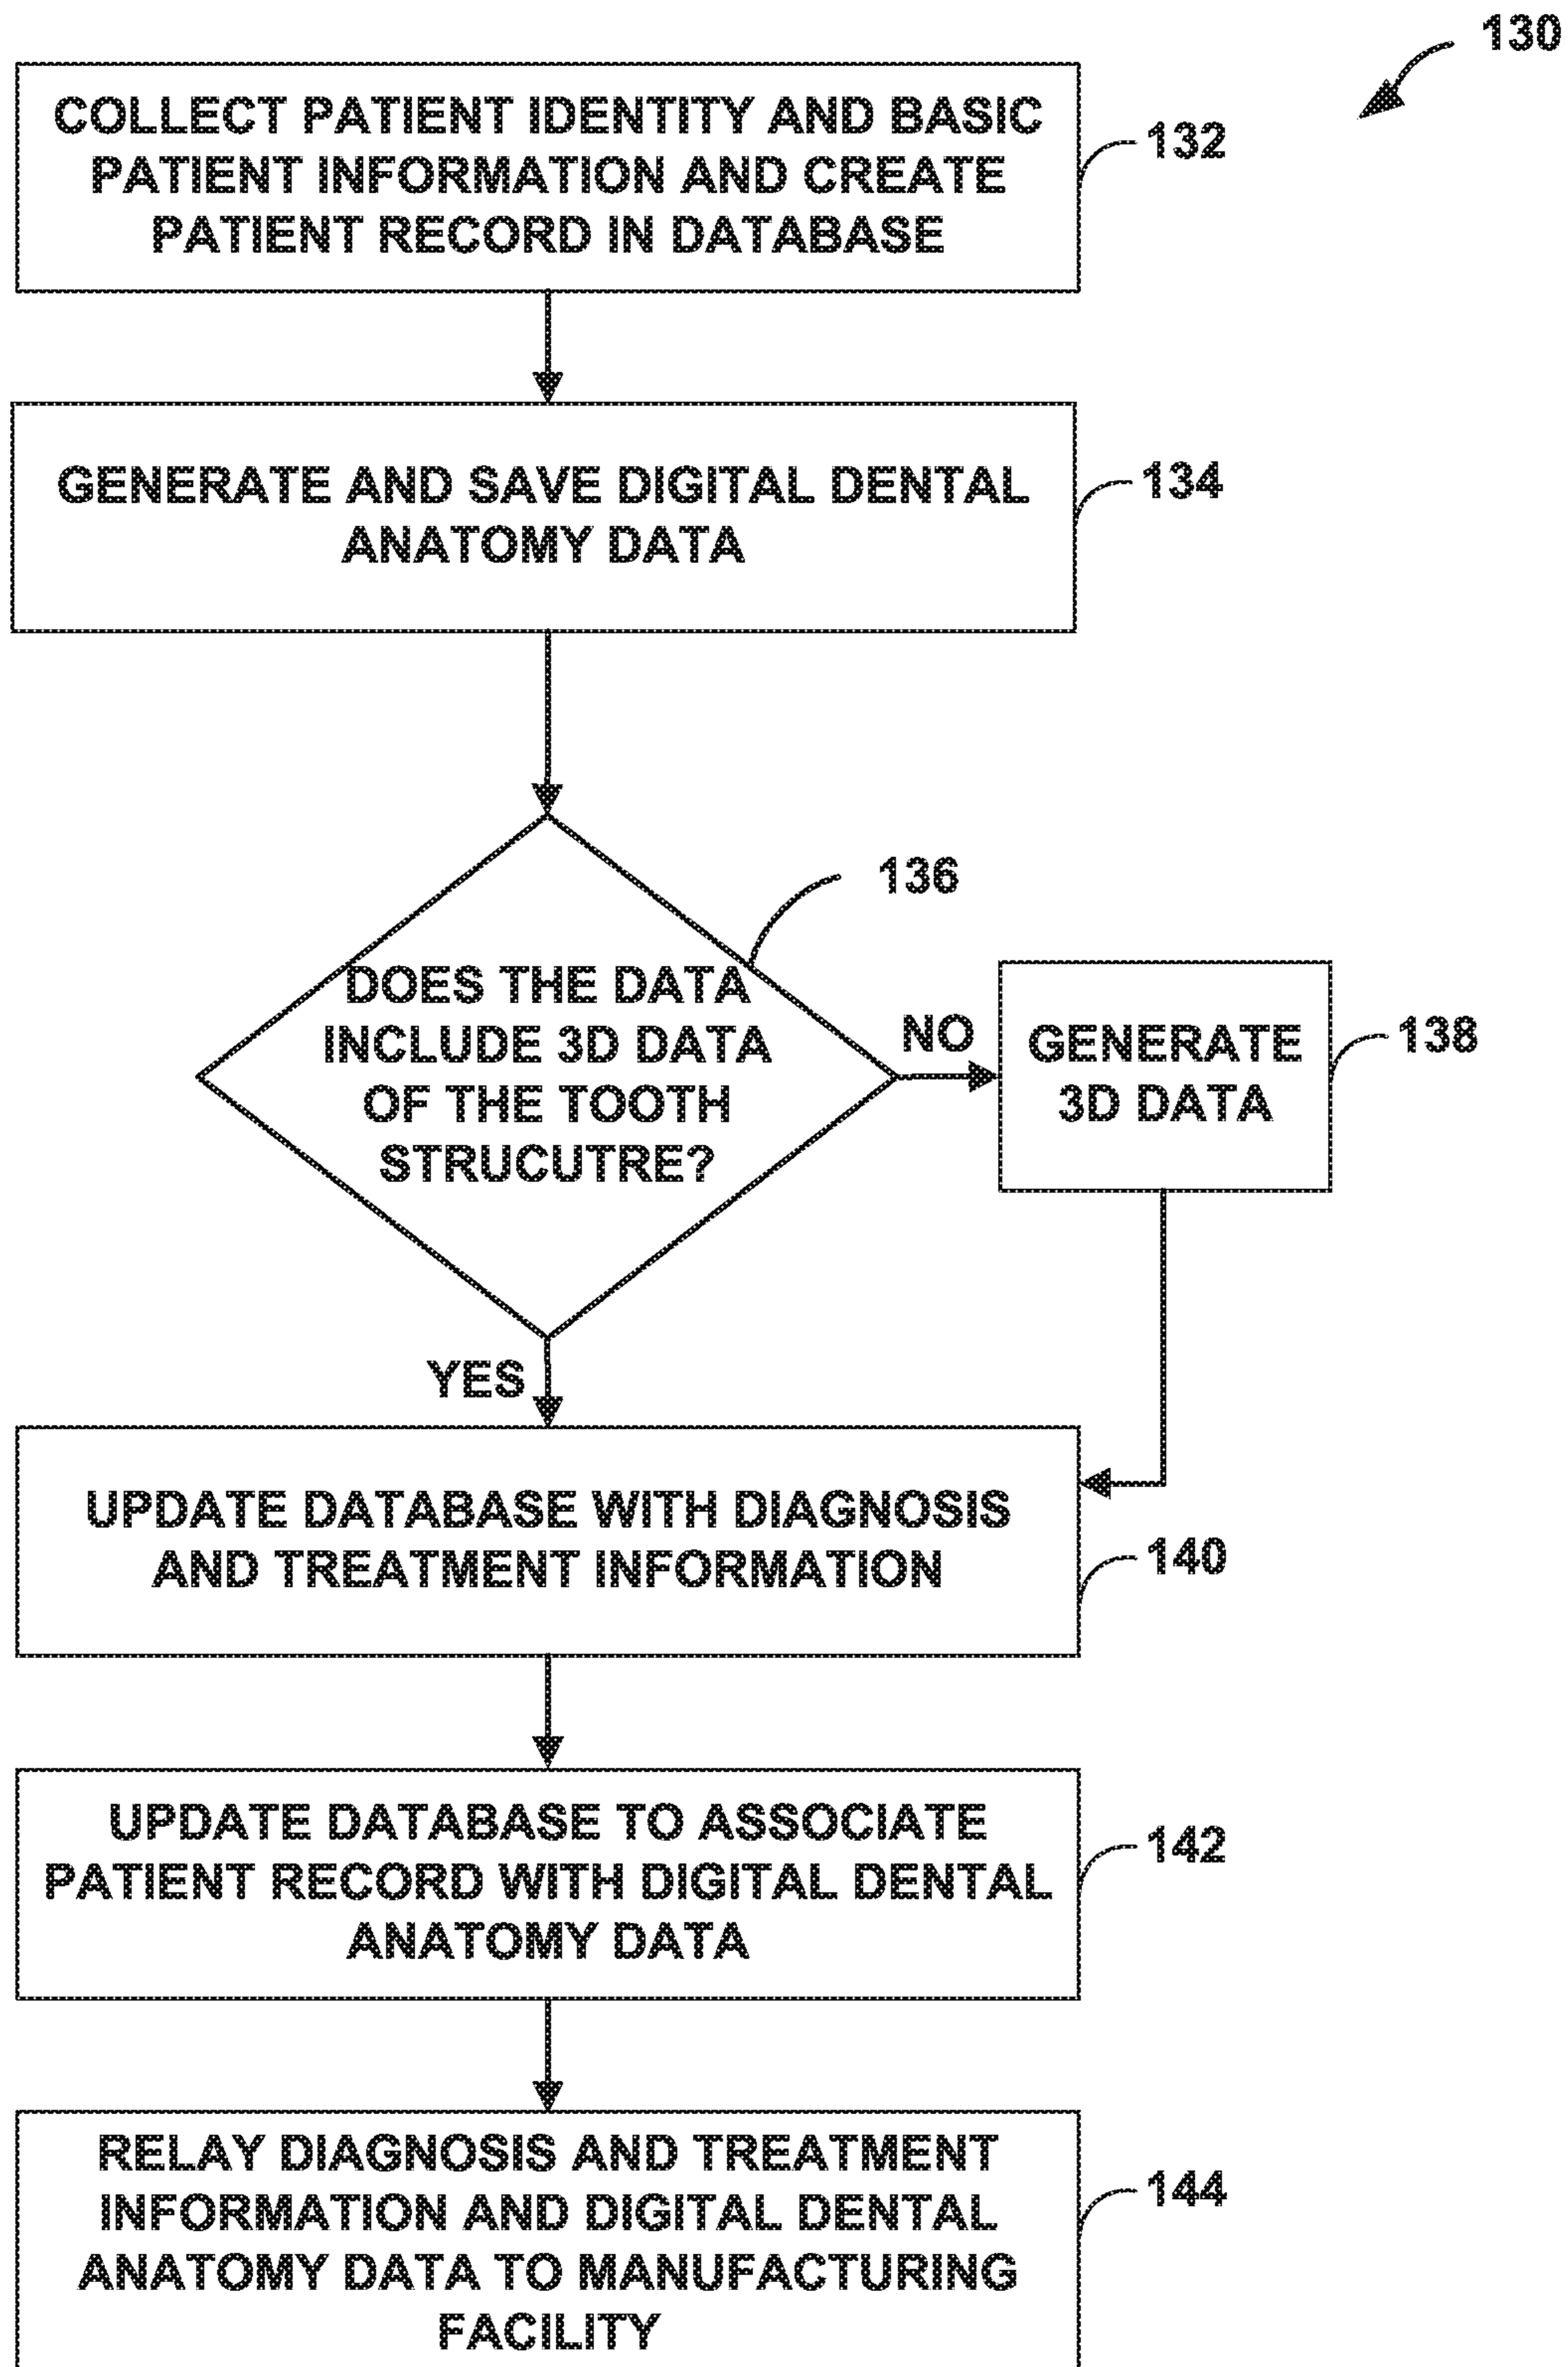 130
COLLECT PATIENT IDENTITY AND BASIC
PATIENT INFORMATION AND CREATE
PATIENT RECORD IN DATABASE
132
GENERATE AND SAVE DIGITAL DENTAL
ANATOMY DATA
134
136
DOES THE DATA
INCLUDE 3D DATA
OF THE TOOTH
STRUCUTRE?
NO
GENERATE
3D DATA
138
YES
UPDATE DATABASE WITH DIAGNOSIS
AND TREATMENT INFORMATION
140
UPDATE DATABASE TO ASSOCIATE
PATIENT RECORD WITH DIGITAL DENTAL
ANATOMY DATA
142
RELAY DIAGNOSIS AND TREATMENT
INFORMATION AND DIGITAL DENTAL
ANATOMY DATA TO MANUFACTURING
FACILITY
144